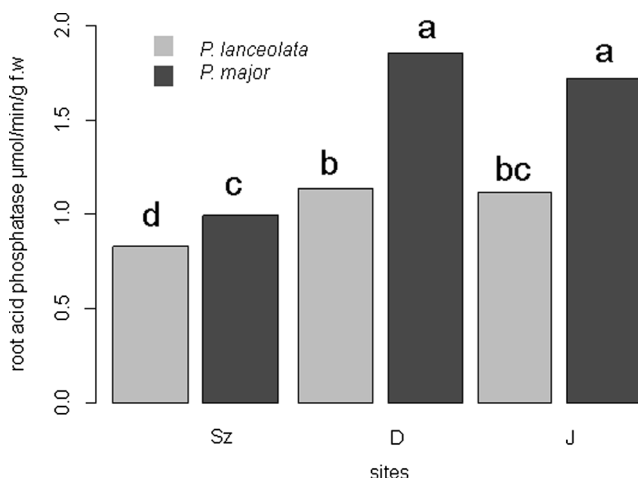 2.0
1.5
1.0
0.5
0.0
root acid phosphatase µmol/min/g f.w
P. lanceolata
P. major
d
c
b
a
bc
a
Sz
D
J
sites